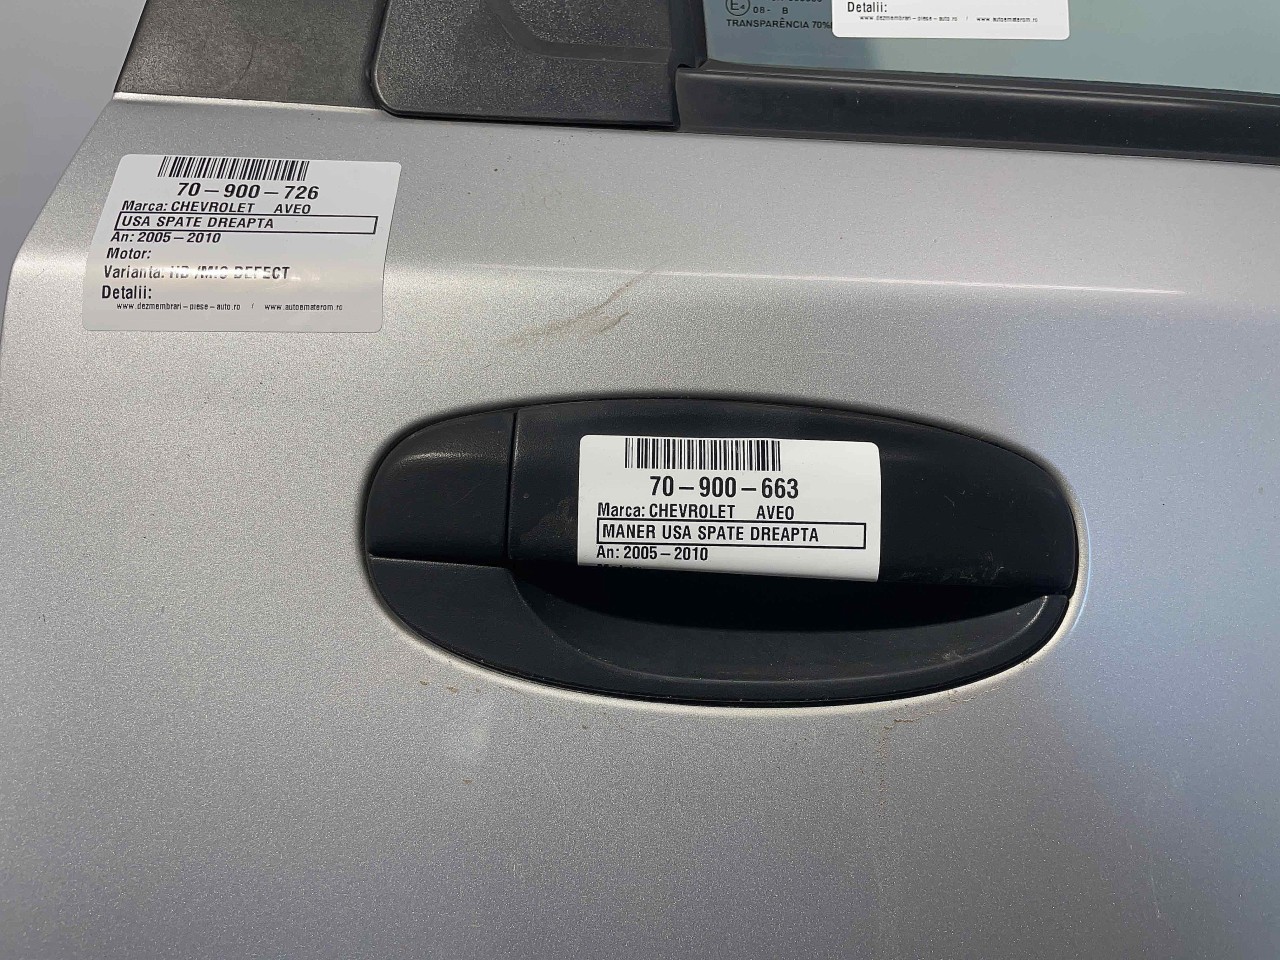 08- B
TRANSPARÊNCIA 70%
Detalii:
www.dezmembrari-piese-auto.ro / www.autoematerom.ro
70-900-726
Marca: CHEVROLET AVEO
USA SPATE DREAPTA
An: 2005-2010
Motor:
Varianta: HB /MIC DEFECT
Detalii:
www.dezmembrari-piese-auto.ro / www.autoematerom.ro
70-900-663
Marca: CHEVROLET AVEO
MANER USA SPATE DREAPTA
An: 2005-2010